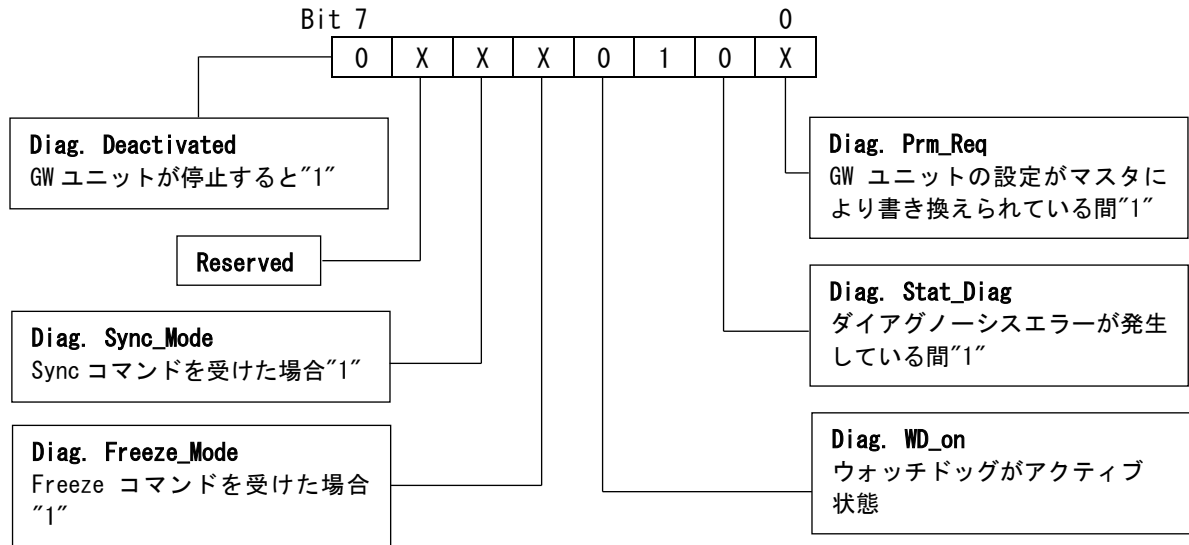 Bit 7 0
0 X X X 0 1 0 X
Diag. Deactivated
GW ユニットが停止すると"1"
Reserved
Diag. Sync_Mode
Sync コマンドを受けた場合"1"
Diag. Freeze_Mode
Freeze コマンドを受けた場合
"1"
Diag. Prm_Req
GW ユニットの設定がマスタに
より書き換えられている間"1"
Diag. Stat_Diag
ダイアグノーシスエラーが発生
している間"1"
Diag. WD_on
ウォッチドッグがアクティブ
状態